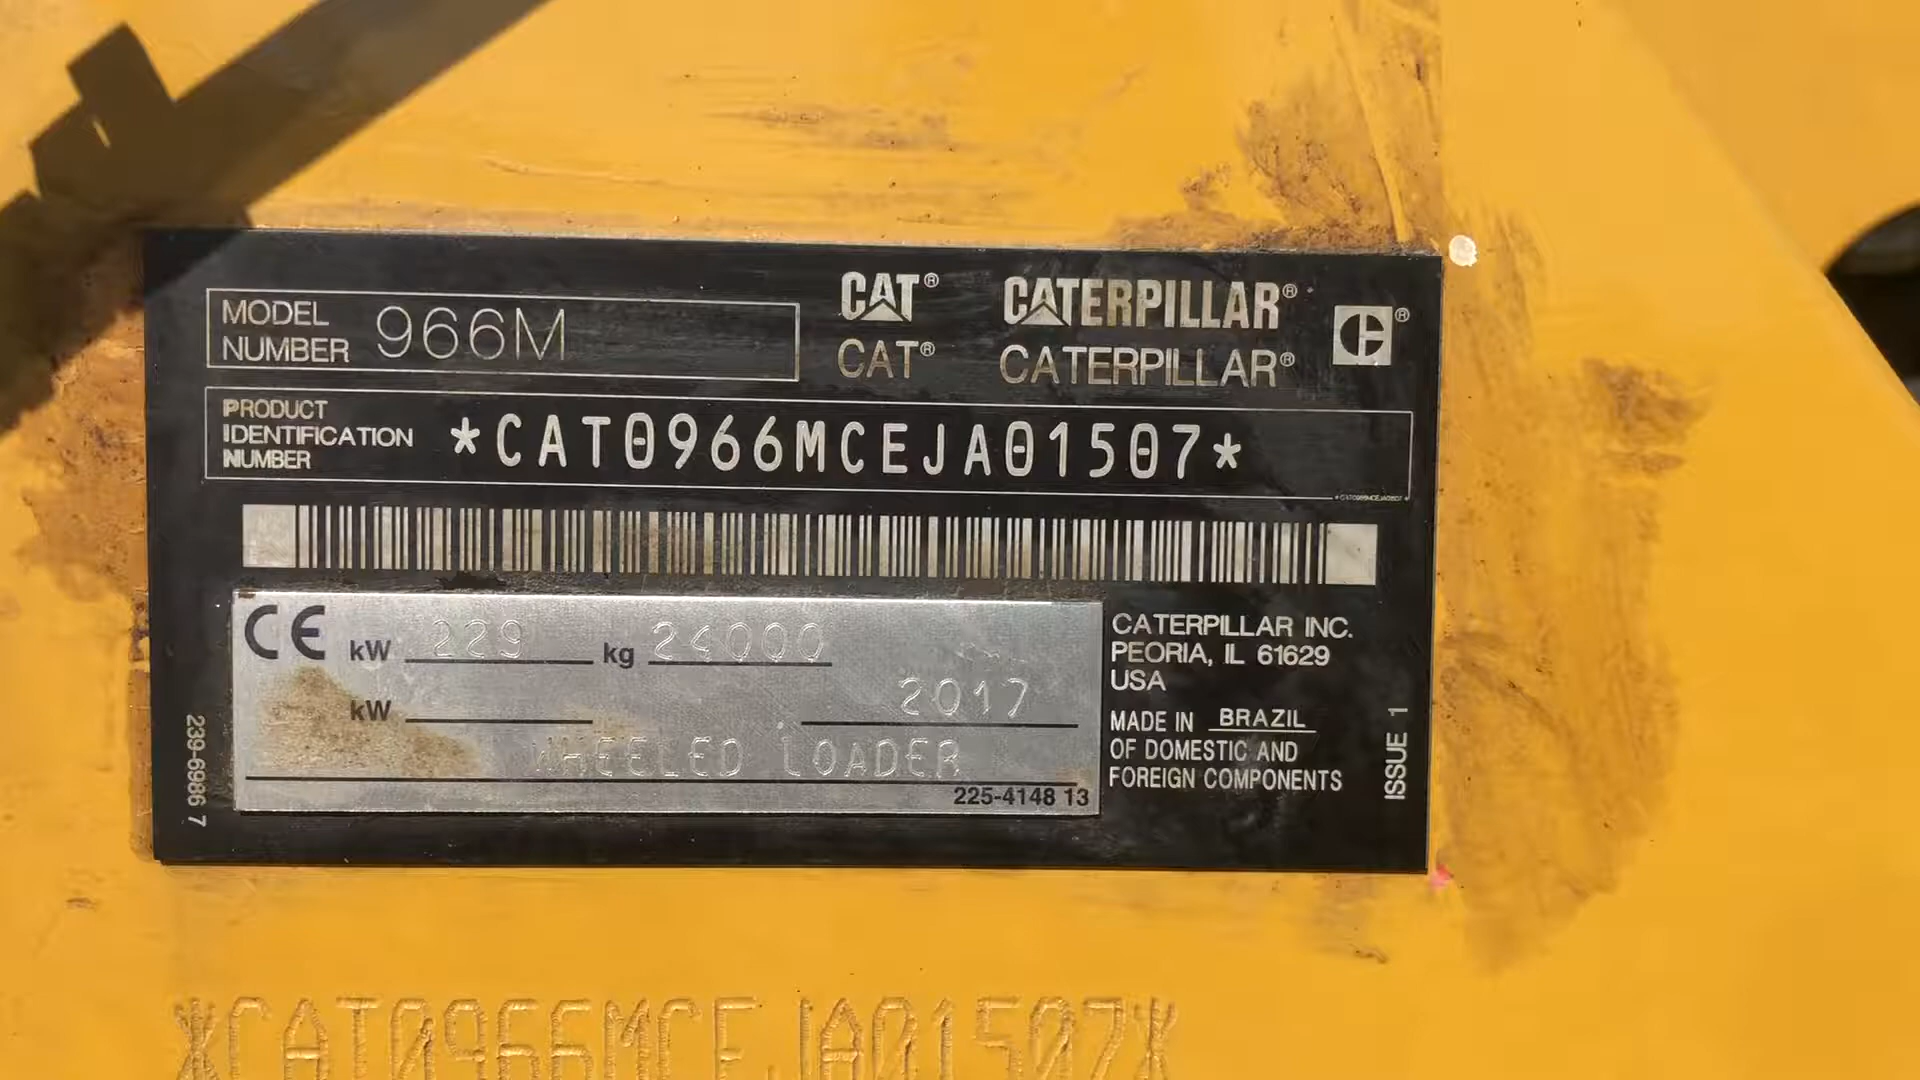 MODEL NUMBER 966M
CAT® CATERPILLAR® ®
CAT® CATERPILLAR®
PRODUCT IDENTIFICATION NUMBER *CAT0966MCEJA01507*
*CAT0966MCEJA01507*
CE kW 229 kg 24000
kW 2017
WHEELED LOADER
225-4148 13
CATERPILLAR INC.
PEORIA, IL 61629
USA
MADE IN BRAZIL
OF DOMESTIC AND
FOREIGN COMPONENTS
239-6986 7
ISSUE 1
*CAT0966MCEJA01507*